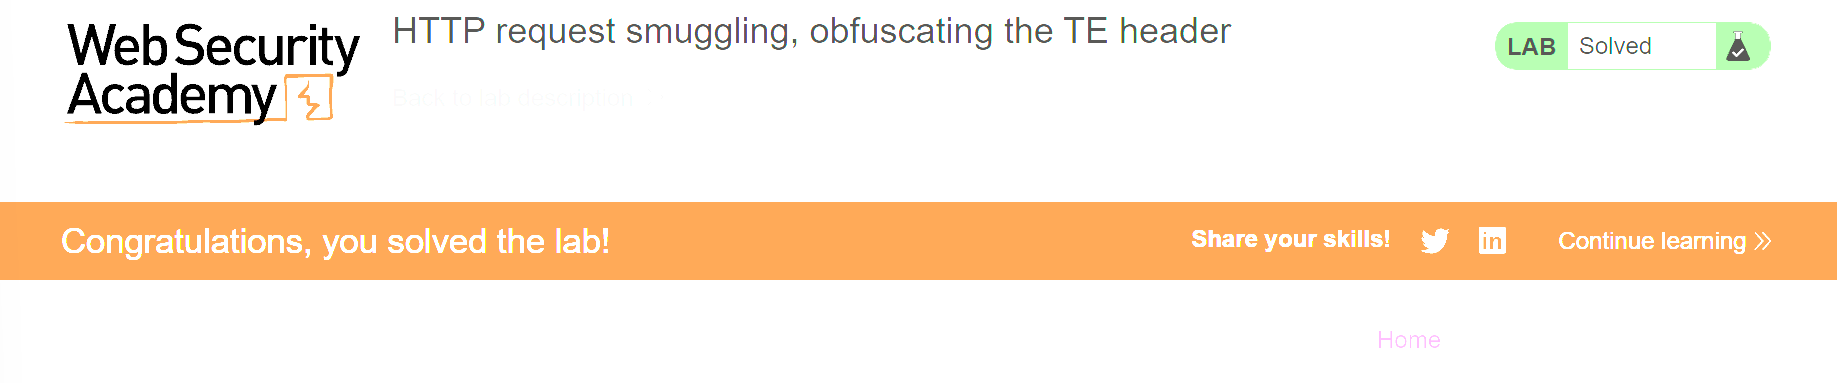 Web Security
Academy
HTTP request smuggling, obfuscating the TE header
Back to lab description
LAB Solved
Congratulations, you solved the lab!
Share your skills!
Continue learning
Home